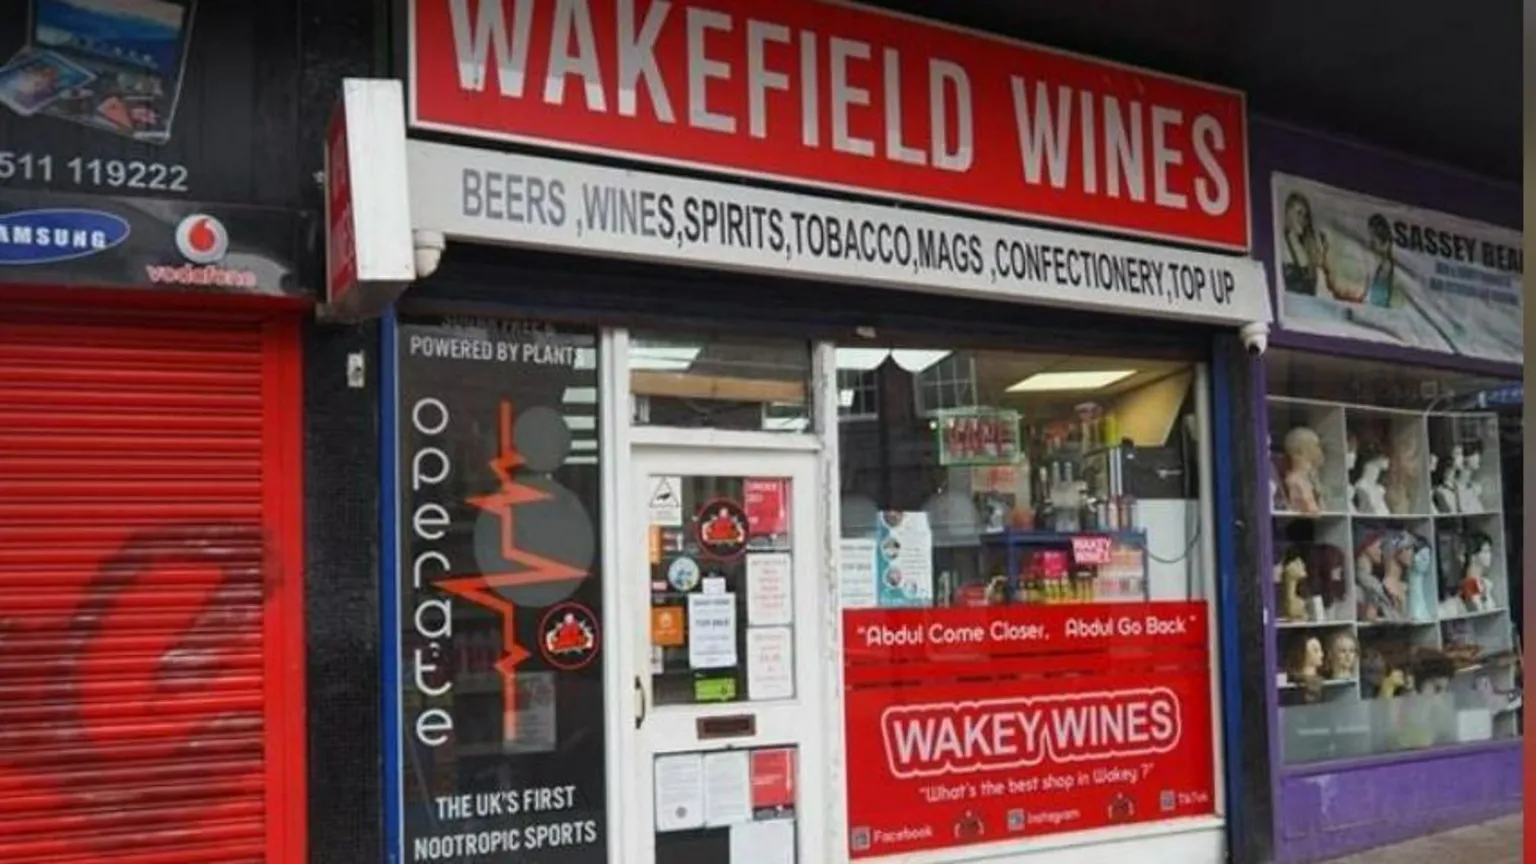 WAKEFIELD WINES
BEERS ,WINES,SPIRITS,TOBACCO,MAGS ,CONFECTIONERY,TOP UP
511 119222
AMSUNG
vodafone
SASSEY BEA
POWERED BY PLANTS
OPERATE
THE UK'S FIRST
NOOTROPIC SPORTS
WAKEY
WINES
"Abdul Come Closer, Abdul Go Back"
WAKEY WINES
"What's the best shop in Wakey ?"
Facebook
Instagram
TikTok